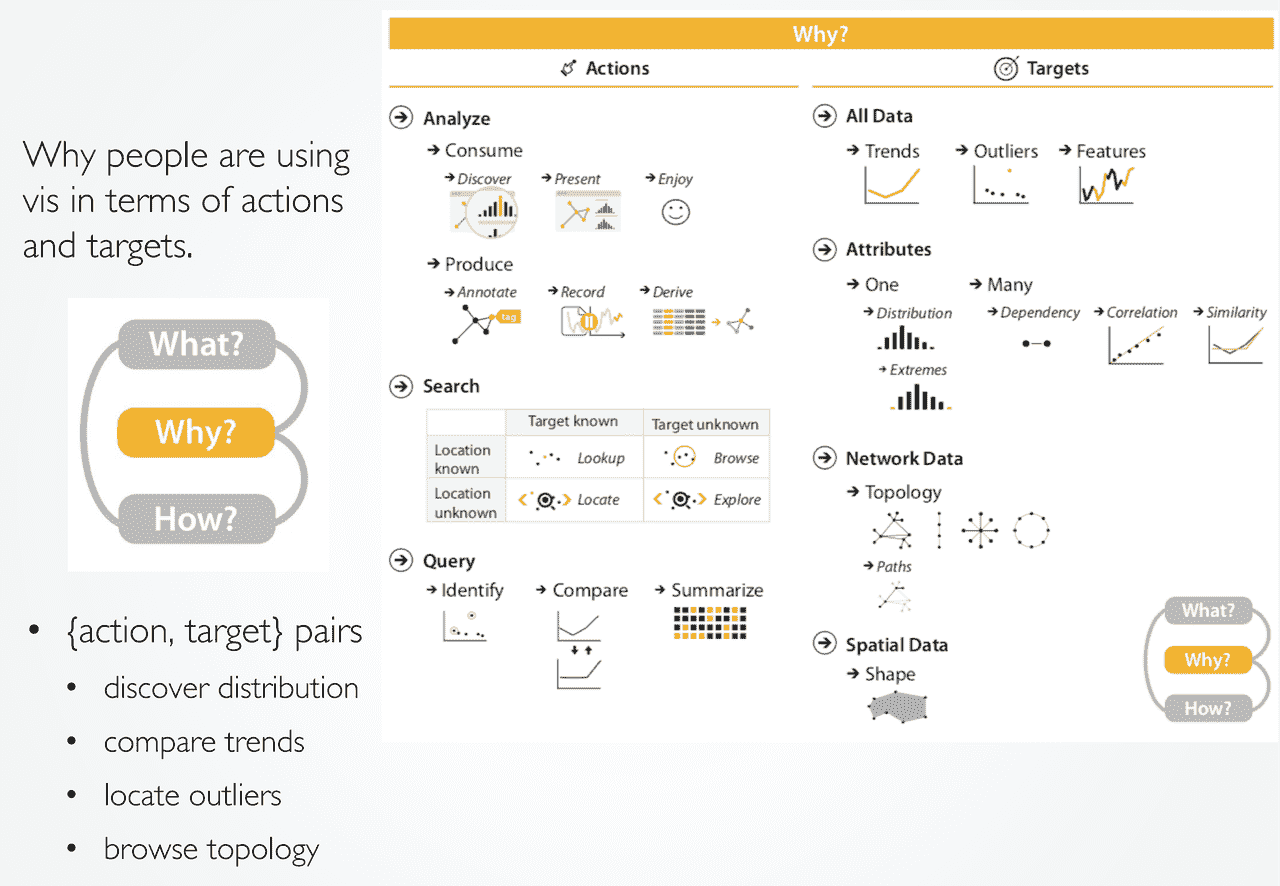 Why people are using
vis in terms of actions
and targets.
What?
Why?
How?
• {action, target} pairs
• discover distribution
• compare trends
• locate outliers
• browse topology
Why?
Actions
Analyze
Consume
Discover
Present
Enjoy
Produce
Annotate
Record
Derive
tag
Search
Target known
Target unknown
Location
known
Lookup
Browse
Location
unknown
Locate
Explore
Query
Identify
Compare
Summarize
Targets
All Data
Trends
Outliers
Features
Attributes
One
Many
Distribution
Dependency
Correlation
Similarity
Extremes
Network Data
Topology
Paths
Spatial Data
Shape
What?
Why?
How?